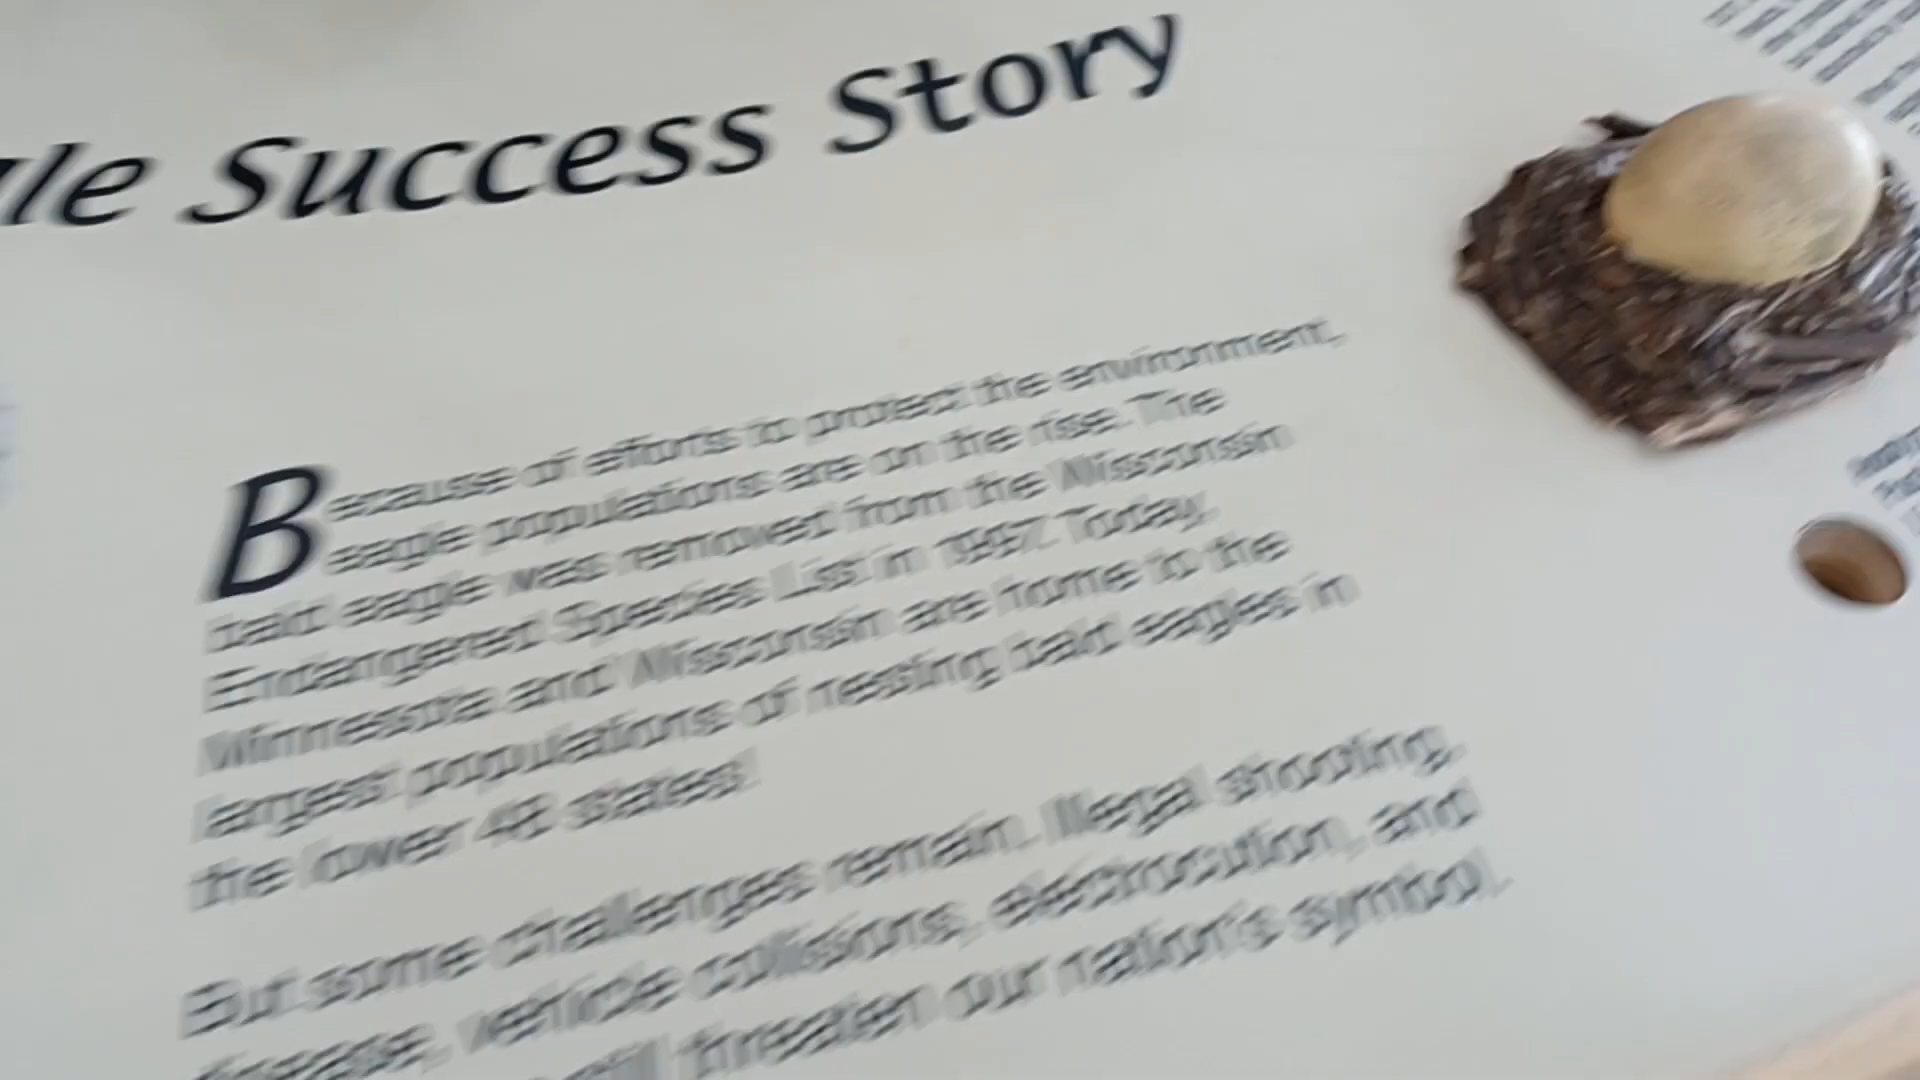 le Success Story
Because of efforts to protect the environment,
eagle populations are on the rise. The
bald eagle was removed from the Wisconsin
Endangered Species List in 1997. Today,
Minnesota and Wisconsin are home to the
largest populations of nesting bald eagles in
the lower 48 states!
But some challenges remain. Illegal shooting,
disease, vehicle collisions, electrocution, and
still threaten our nation's symbol.